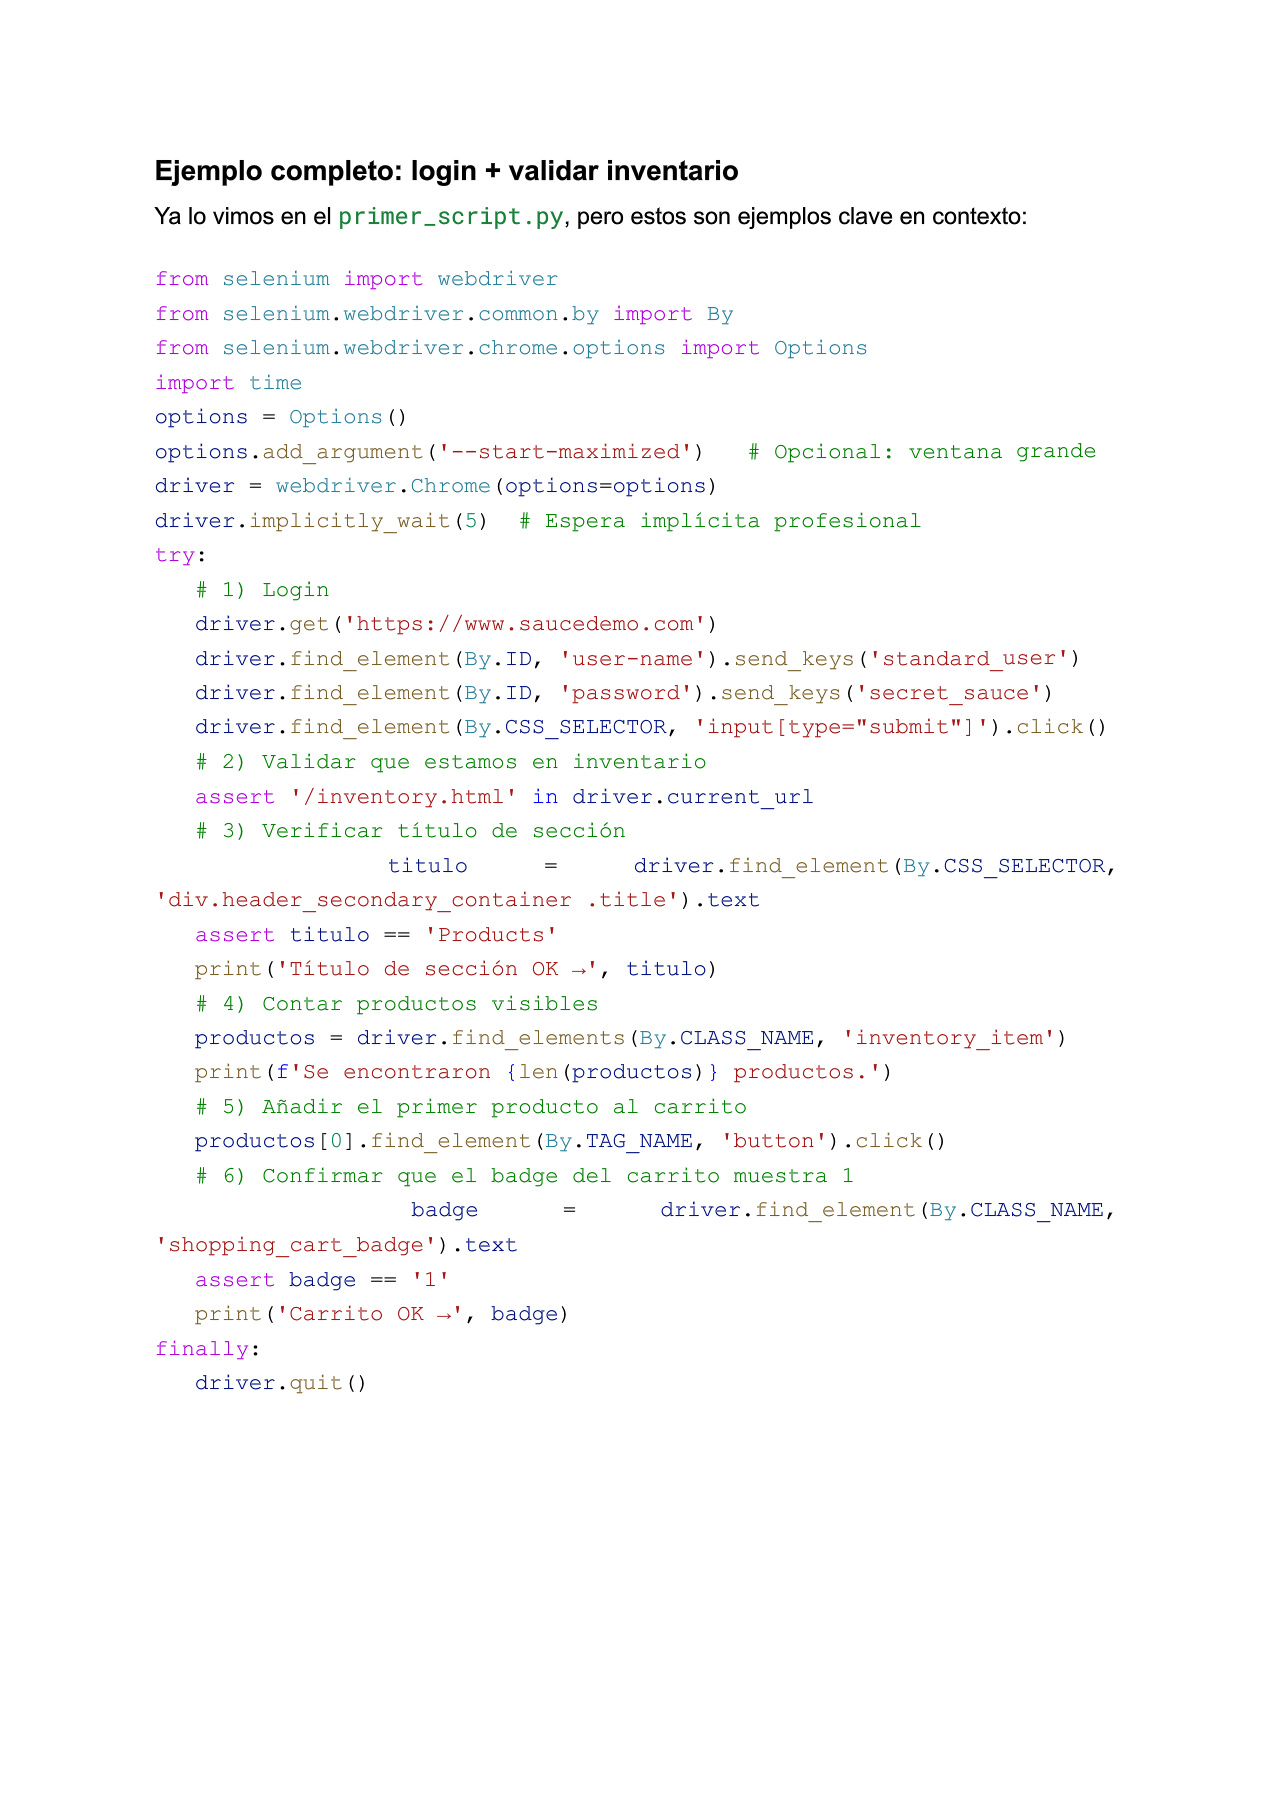 Ejemplo completo: login + validar inventario
Ya lo vimos en el primer_script.py, pero estos son ejemplos clave en contexto:
from selenium import webdriver
from selenium.webdriver.common.by import By
from selenium.webdriver.chrome.options import Options
import time
options = Options()
options.add_argument('--start-maximized')   # Opcional: ventana grande
driver = webdriver.Chrome(options=options)
driver.implicitly_wait(5)  # Espera implícita profesional
try:
   # 1) Login
   driver.get('https://www.saucedemo.com')
   driver.find_element(By.ID, 'user-name').send_keys('standard_user')
   driver.find_element(By.ID, 'password').send_keys('secret_sauce')
   driver.find_element(By.CSS_SELECTOR, 'input[type="submit"]').click()
   # 2) Validar que estamos en inventario
   assert '/inventory.html' in driver.current_url
   # 3) Verificar título de sección
   titulo = driver.find_element(By.CSS_SELECTOR,
'div.header_secondary_container .title').text
   assert titulo == 'Products'
   print('Título de sección OK →', titulo)
   # 4) Contar productos visibles
   productos = driver.find_elements(By.CLASS_NAME, 'inventory_item')
   print(f'Se encontraron {len(productos)} productos.')
   # 5) Añadir el primer producto al carrito
   productos[0].find_element(By.TAG_NAME, 'button').click()
   # 6) Confirmar que el badge del carrito muestra 1
   badge = driver.find_element(By.CLASS_NAME,
'shopping_cart_badge').text
   assert badge == '1'
   print('Carrito OK →', badge)
finally:
   driver.quit()